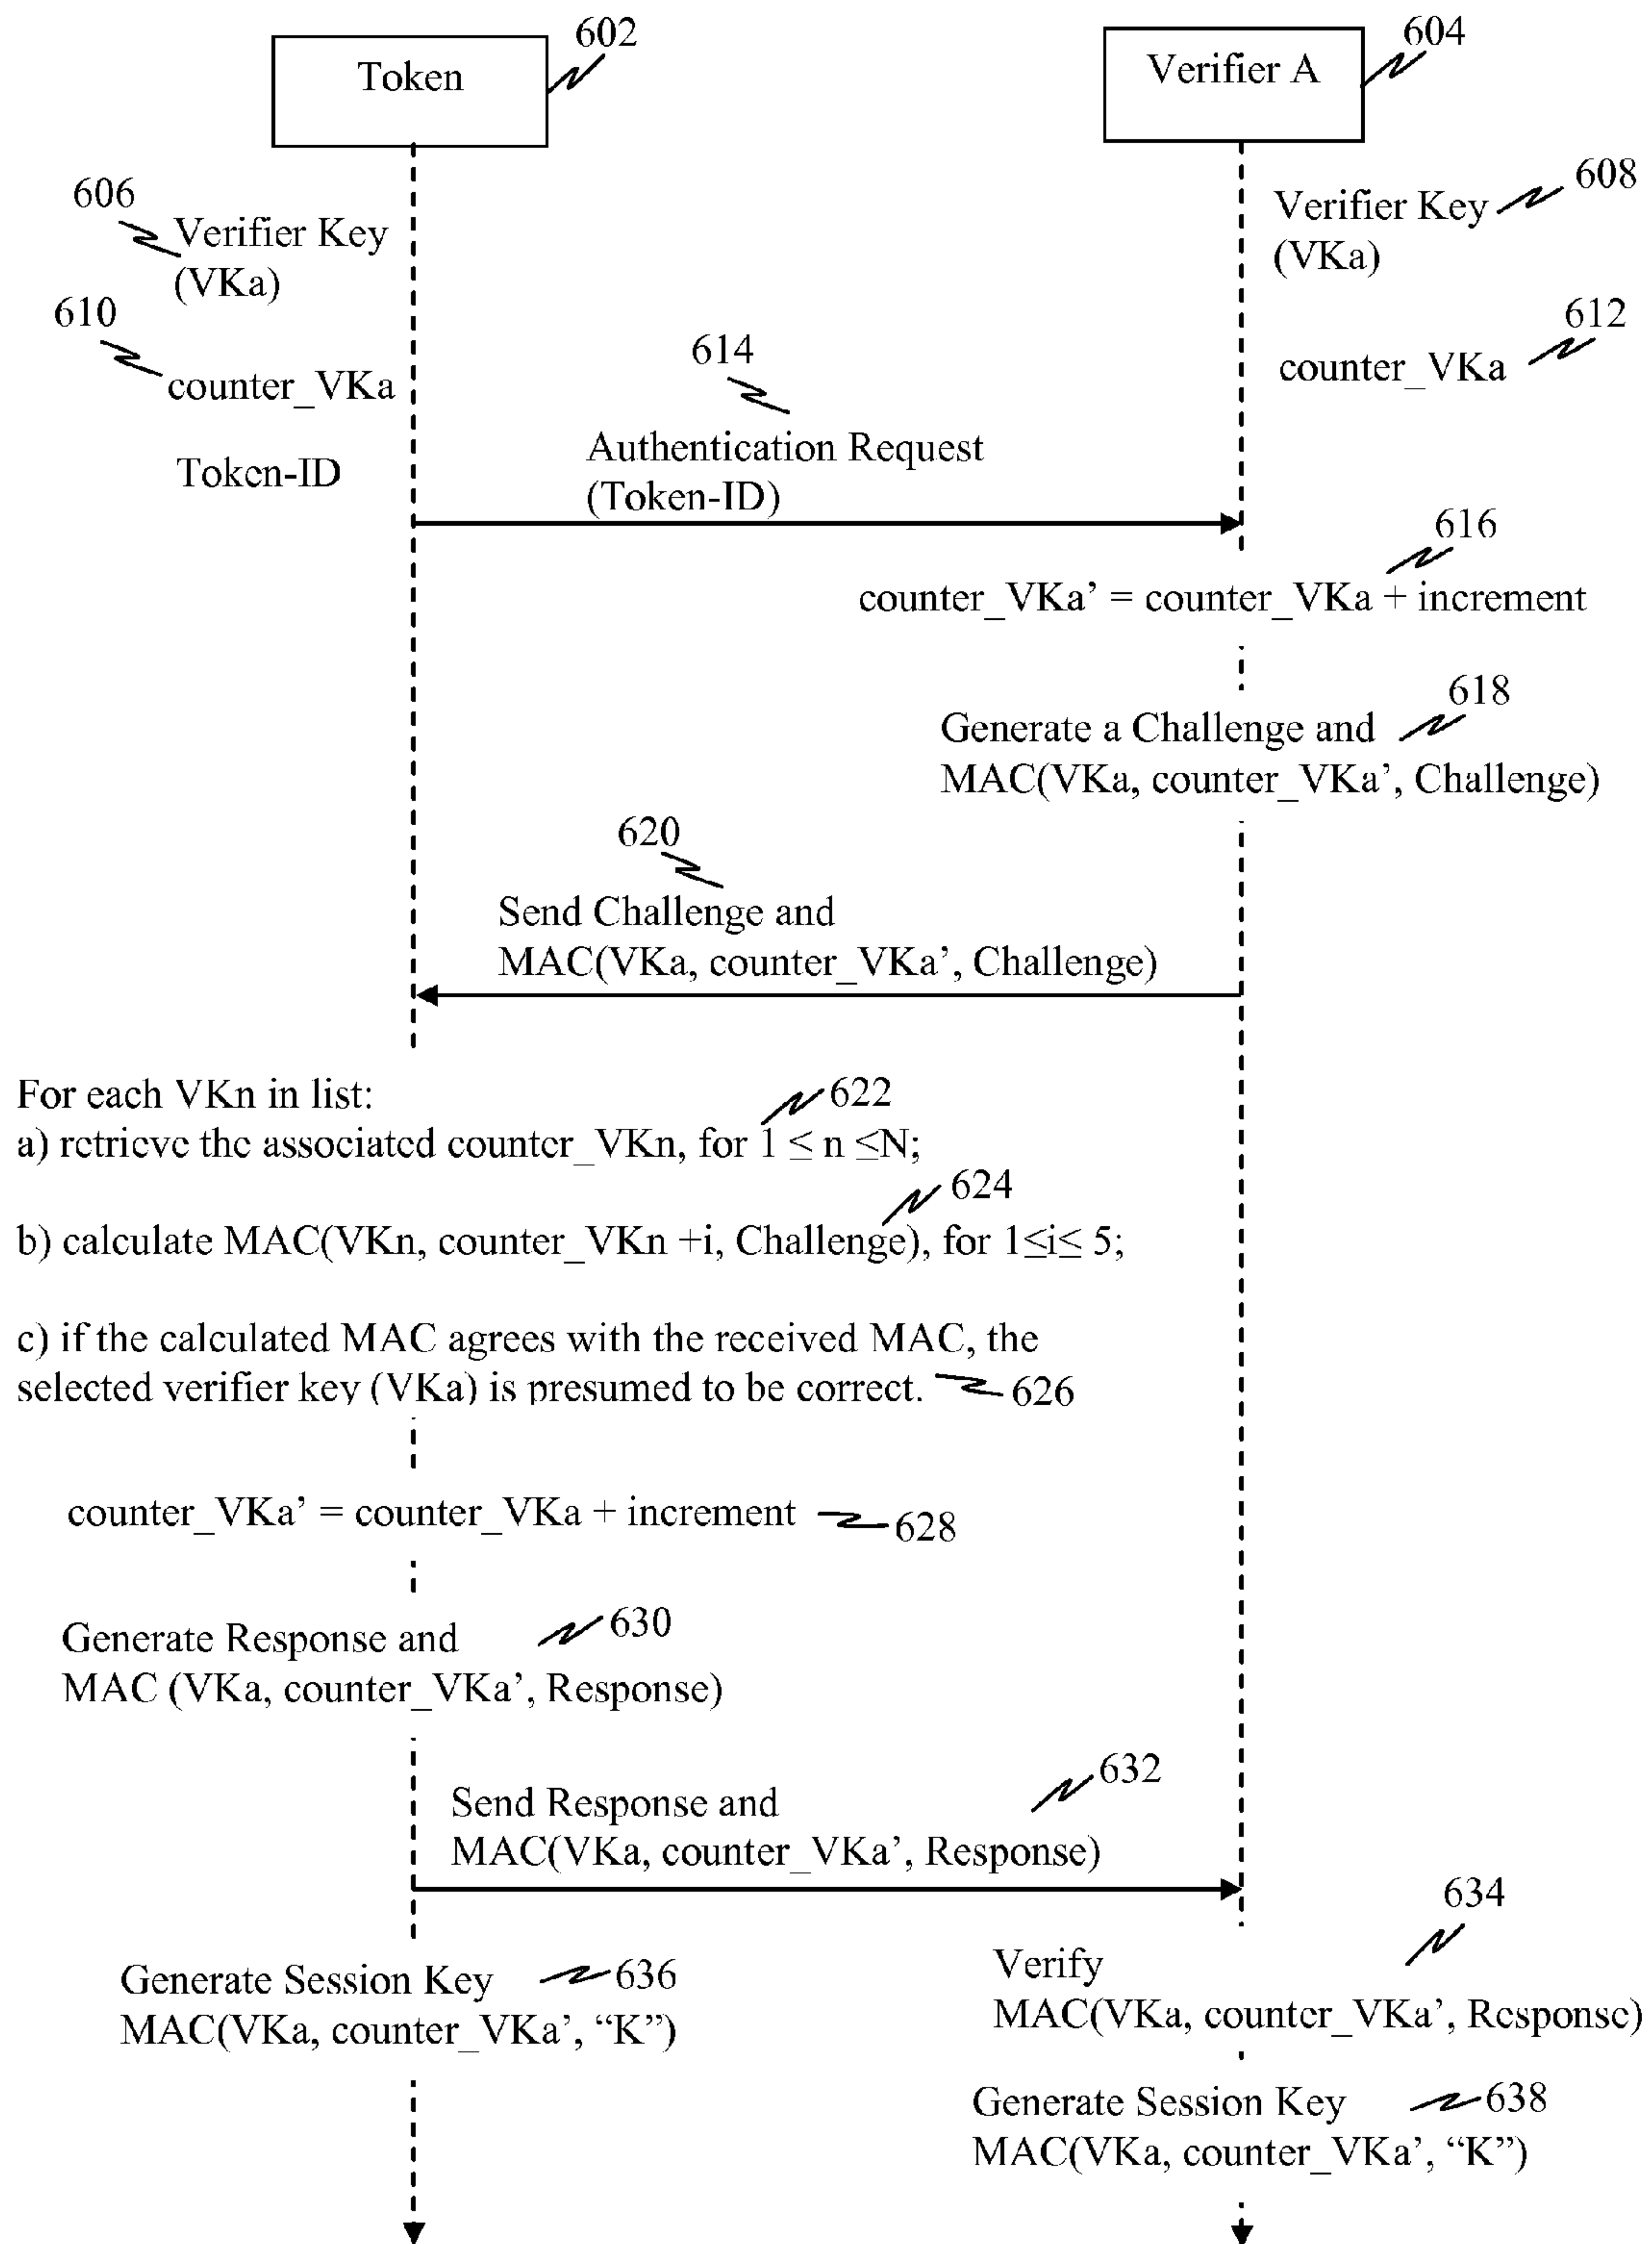 602
604
Token
Verifier A
606
608
Verifier Key
(VKa)
Verifier Key
(VKa)
610
612
614
counter_VKa
counter_VKa
Authentication Request
(Token-ID)
Token-ID
616
counter_VKa’ = counter_VKa + increment
618
Generate a Challenge and
MAC(VKa, counter_VKa’, Challenge)
620
Send Challenge and
MAC(VKa, counter_VKa’, Challenge)
For each VKn in list:
622
a) retrieve the associated counter_VKn, for 1 ≤ n ≤N;
624
b) calculate MAC(VKn, counter_VKn +i, Challenge), for 1≤i≤ 5;
c) if the calculated MAC agrees with the received MAC, the
selected verifier key (VKa) is presumed to be correct.
626
counter_VKa’ = counter_VKa + increment
628
Generate Response and
630
MAC (VKa, counter_VKa’, Response)
632
Send Response and
MAC(VKa, counter_VKa’, Response)
634
Verify
MAC(VKa, counter_VKa’, Response)
Generate Session Key
636
MAC(VKa, counter_VKa’, “K”)
Generate Session Key
638
MAC(VKa, counter_VKa’, “K”)